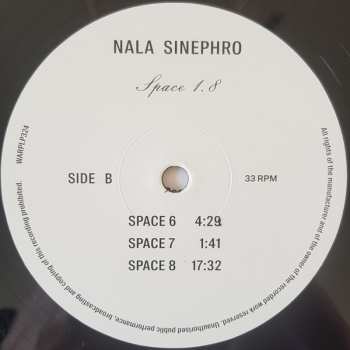 NALA SINEPHRO
Space 1.8
WARPLP324
SIDE B
33 RPM
SPACE 6 4:29
SPACE 7 1:41
SPACE 8 17:32
All rights of the manufacturer and of the owner of the recorded work reserved. Unauthorised public performance, broadcasting and copying of this recording prohibited.